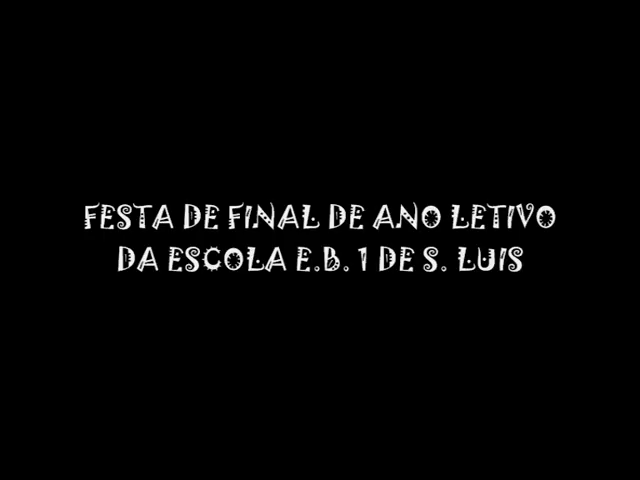 FESTA DE FINAL DE ANO LETIVO
DA ESCOLA E.B. 1 DE S. LUIS